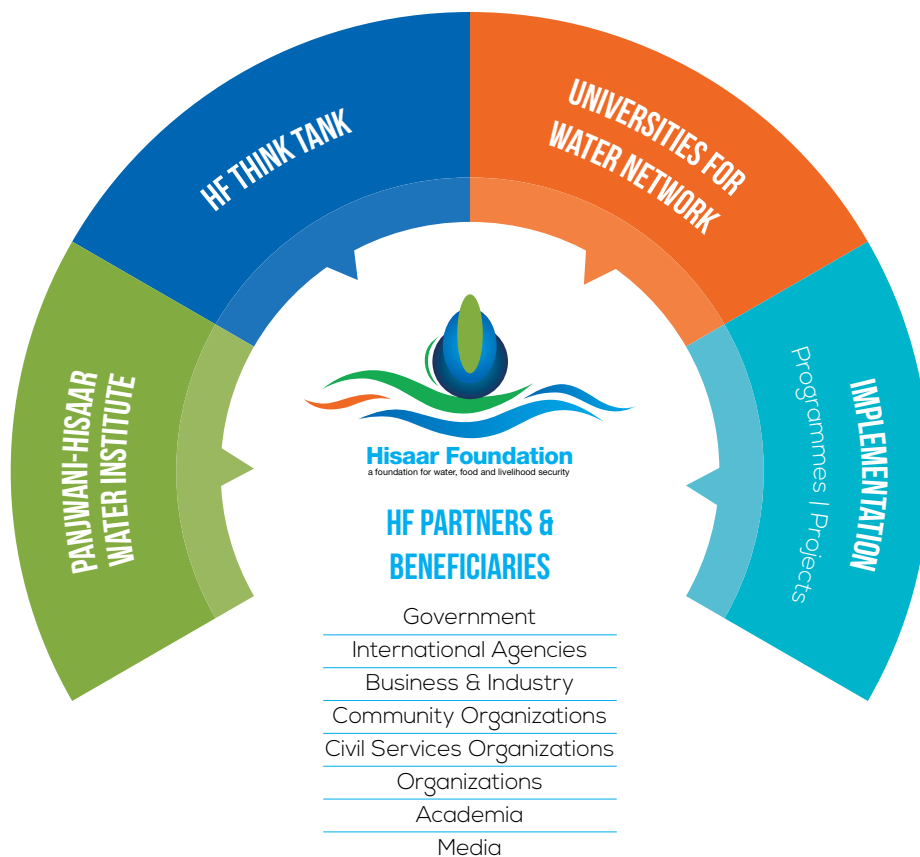 HF THINK TANK
UNIVERSITIES FOR
WATER NETWORK
PANJWANI-HISAAR
WATER INSTITUTE
IMPLEMENTATION
Programmes | Projects
Hisaar Foundation
a foundation for water, food and livelihood security
HF PARTNERS &
BENEFICIARIES
Government
International Agencies
Business & Industry
Community Organizations
Civil Services Organizations
Organizations
Academia
Media